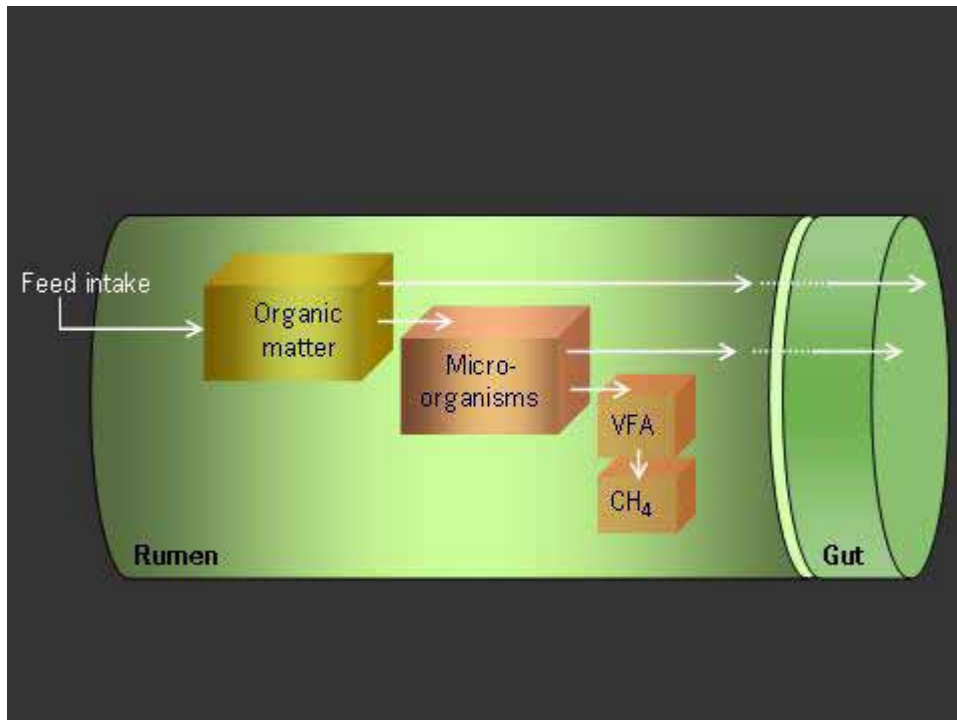 Feed intake
Organic
matter
Micro-
organisms
VFA
CH₄
Rumen
Gut